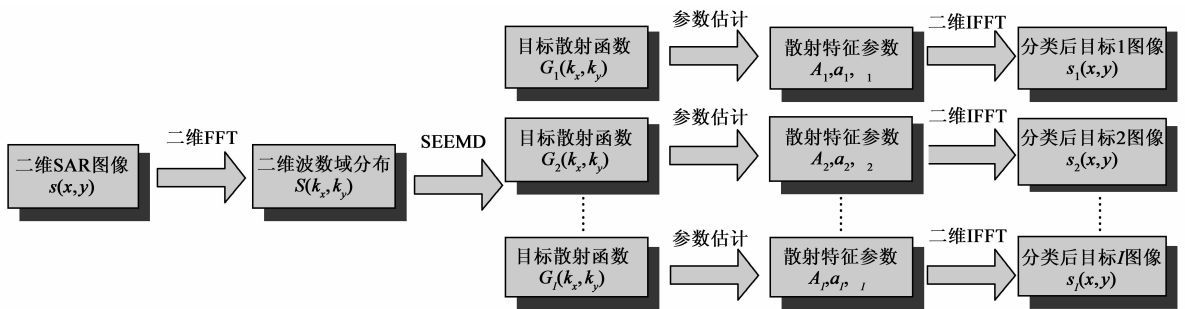 二维SAR图像
s(x,y)
二维FFT
二维波数域分布
S(kx,ky)
SEEMD
目标散射函数
G1(kx,ky)
参数估计
散射特征参数
A1,a1, 1
二维IFFT
分类后目标1图像
s1(x,y)
目标散射函数
G2(kx,ky)
参数估计
散射特征参数
A2,a2, 2
二维IFFT
分类后目标2图像
s2(x,y)
目标散射函数
GI(kx,ky)
参数估计
散射特征参数
AI,aI, I
二维IFFT
分类后目标I图像
sI(x,y)